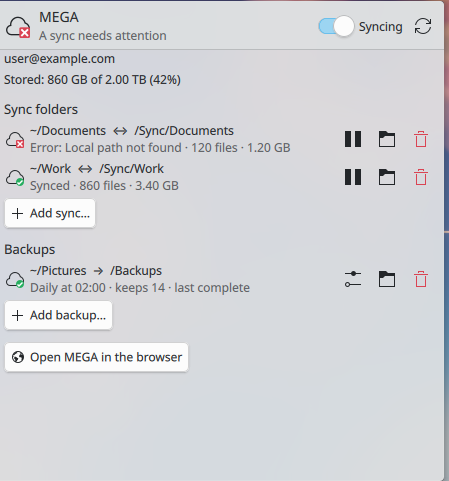 MEGA
A sync needs attention
Syncing
user@example.com
Stored: 860 GB of 2.00 TB (42%)
Sync folders
~/Documents ↔ /Sync/Documents
Error: Local path not found · 120 files · 1.20 GB
~/Work ↔ /Sync/Work
Synced · 860 files · 3.40 GB
+ Add sync...
Backups
~/Pictures → /Backups
Daily at 02:00 · keeps 14 · last complete
+ Add backup...
Open MEGA in the browser